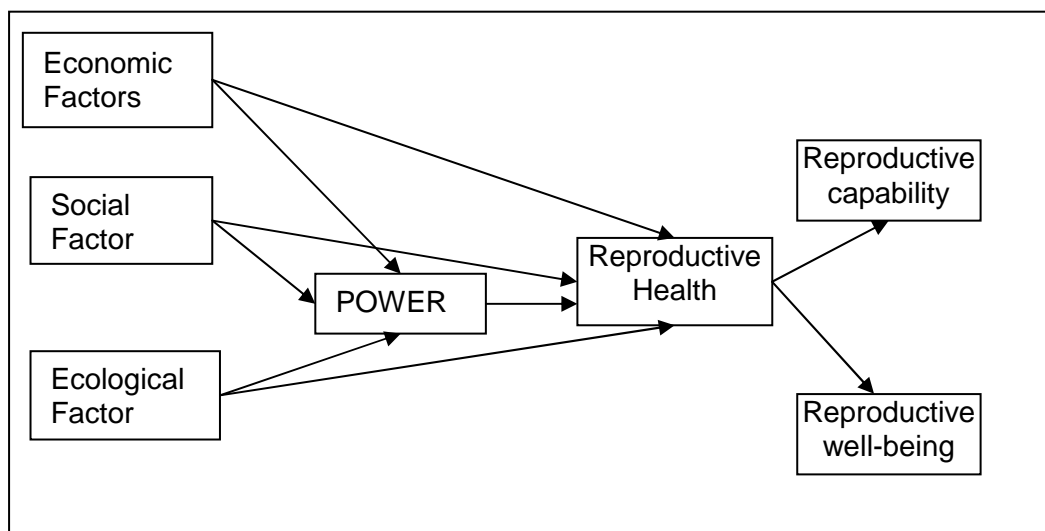 Economic
Factors
Social
Factor
Ecological
Factor
POWER
Reproductive
Health
Reproductive
capability
Reproductive
well-being